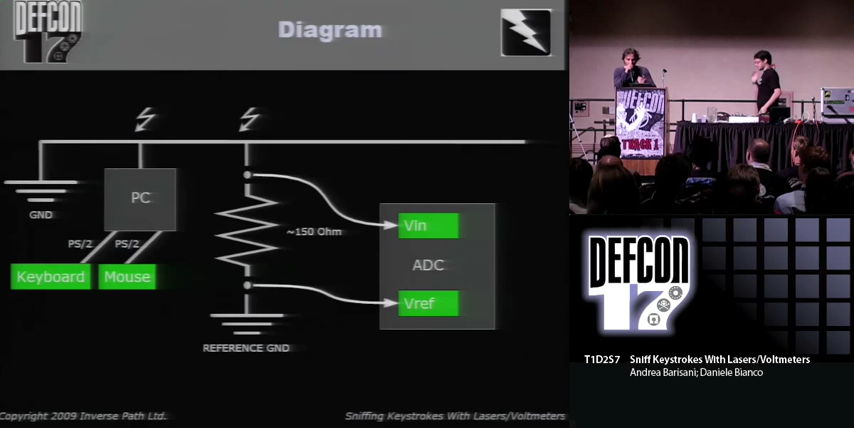 DEFCON
17
Diagram
PC
GND
PS/2 PS/2
Keyboard Mouse
~150 Ohm
Vin
ADC
Vref
REFERENCE GND
Copyright 2009 Inverse Path Ltd.
Sniffing Keystrokes With Lasers/Voltmeters
DEFCON
TRACK 1
DEFCON
17
T1D2S7 Sniff Keystrokes With Lasers/Voltmeters
Andrea Barisani; Daniele Bianco